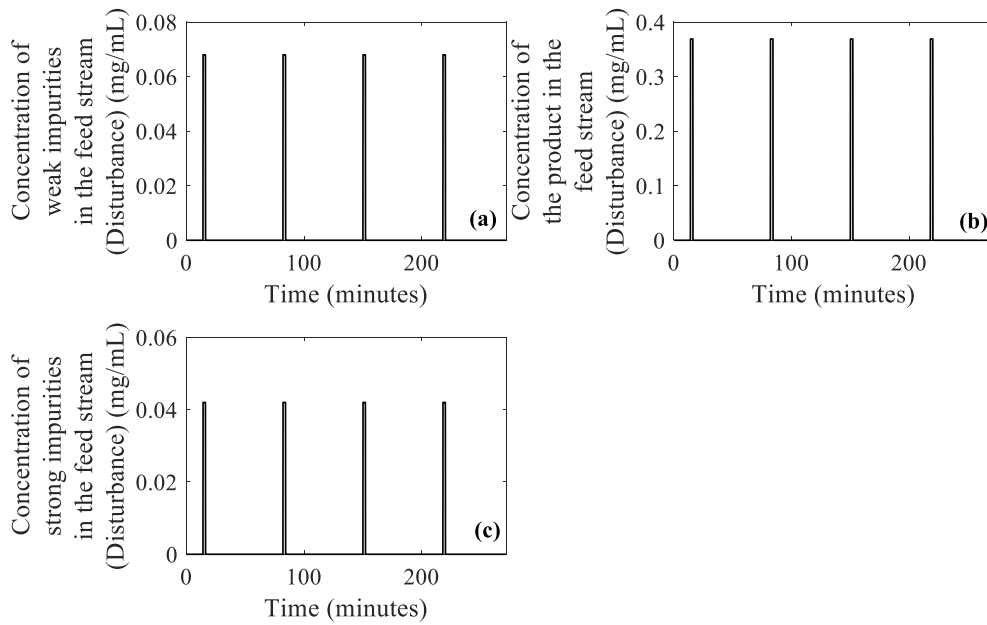 Concentration of
weak impurities
in the feed stream
(Disturbance) (mg/mL)
0.08
0.06
0.04
0.02
0
(a)
0
100
200
Time (minutes)
Concentration of
the product in the
feed stream
(Disturbance) (mg/mL)
0.4
0.3
0.2
0.1
0
(b)
0
100
200
Time (minutes)
Concentration of
strong impurities
in the feed stream
(Disturbance) (mg/mL)
0.06
0.04
0.02
0
(c)
0
100
200
Time (minutes)